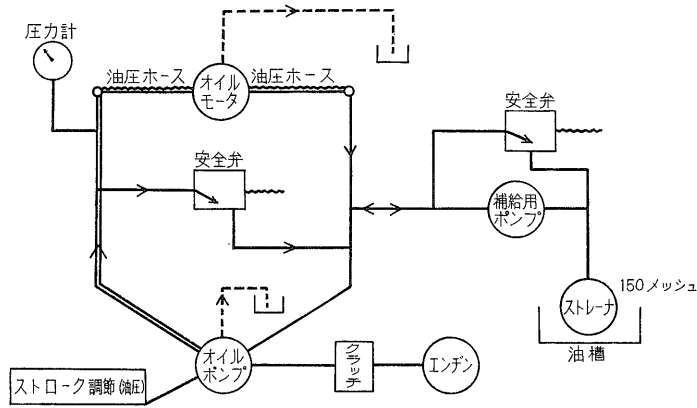 圧力計
油圧ホース
オイル
モータ
油圧ホース
安全弁
安全弁
補給用
ポンプ
150メッシュ
ストレーナ
油槽
オイル
ポンプ
クラッチ
エンヂン
ストローク調節(油圧)